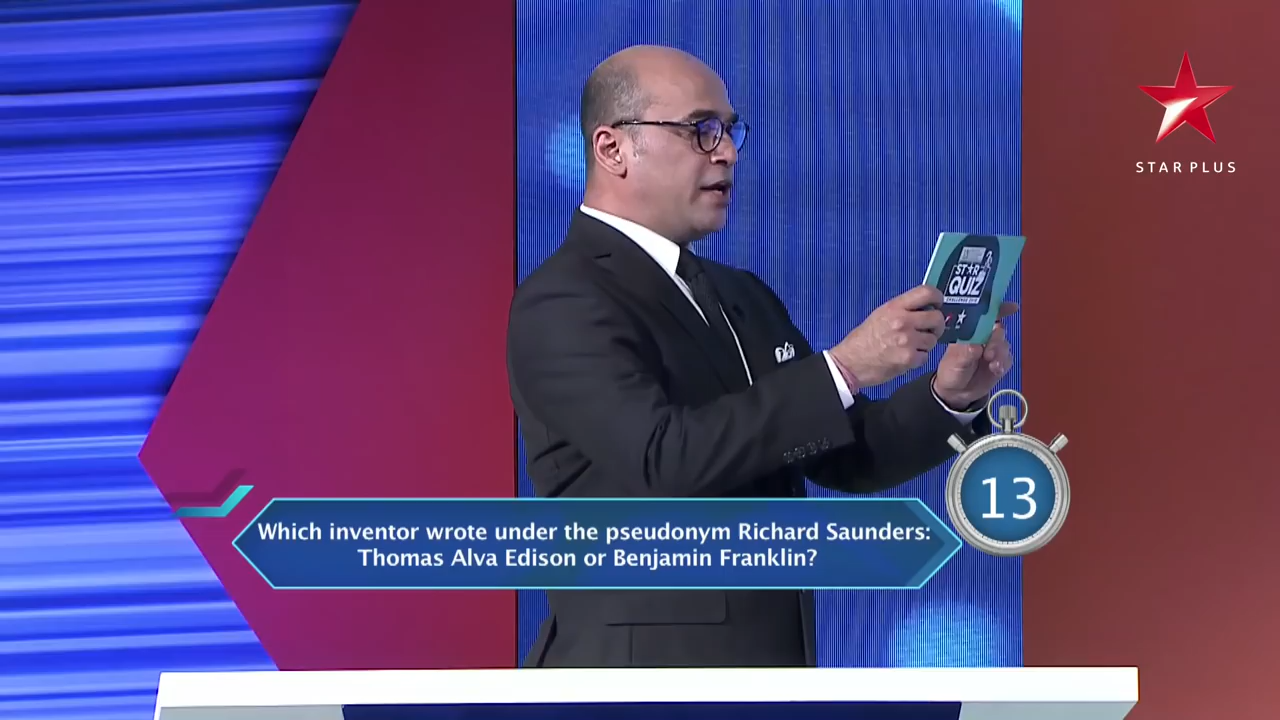 STAR PLUS
STAR
QUIZ
Which inventor wrote under the pseudonym Richard Saunders:
Thomas Alva Edison or Benjamin Franklin?
13